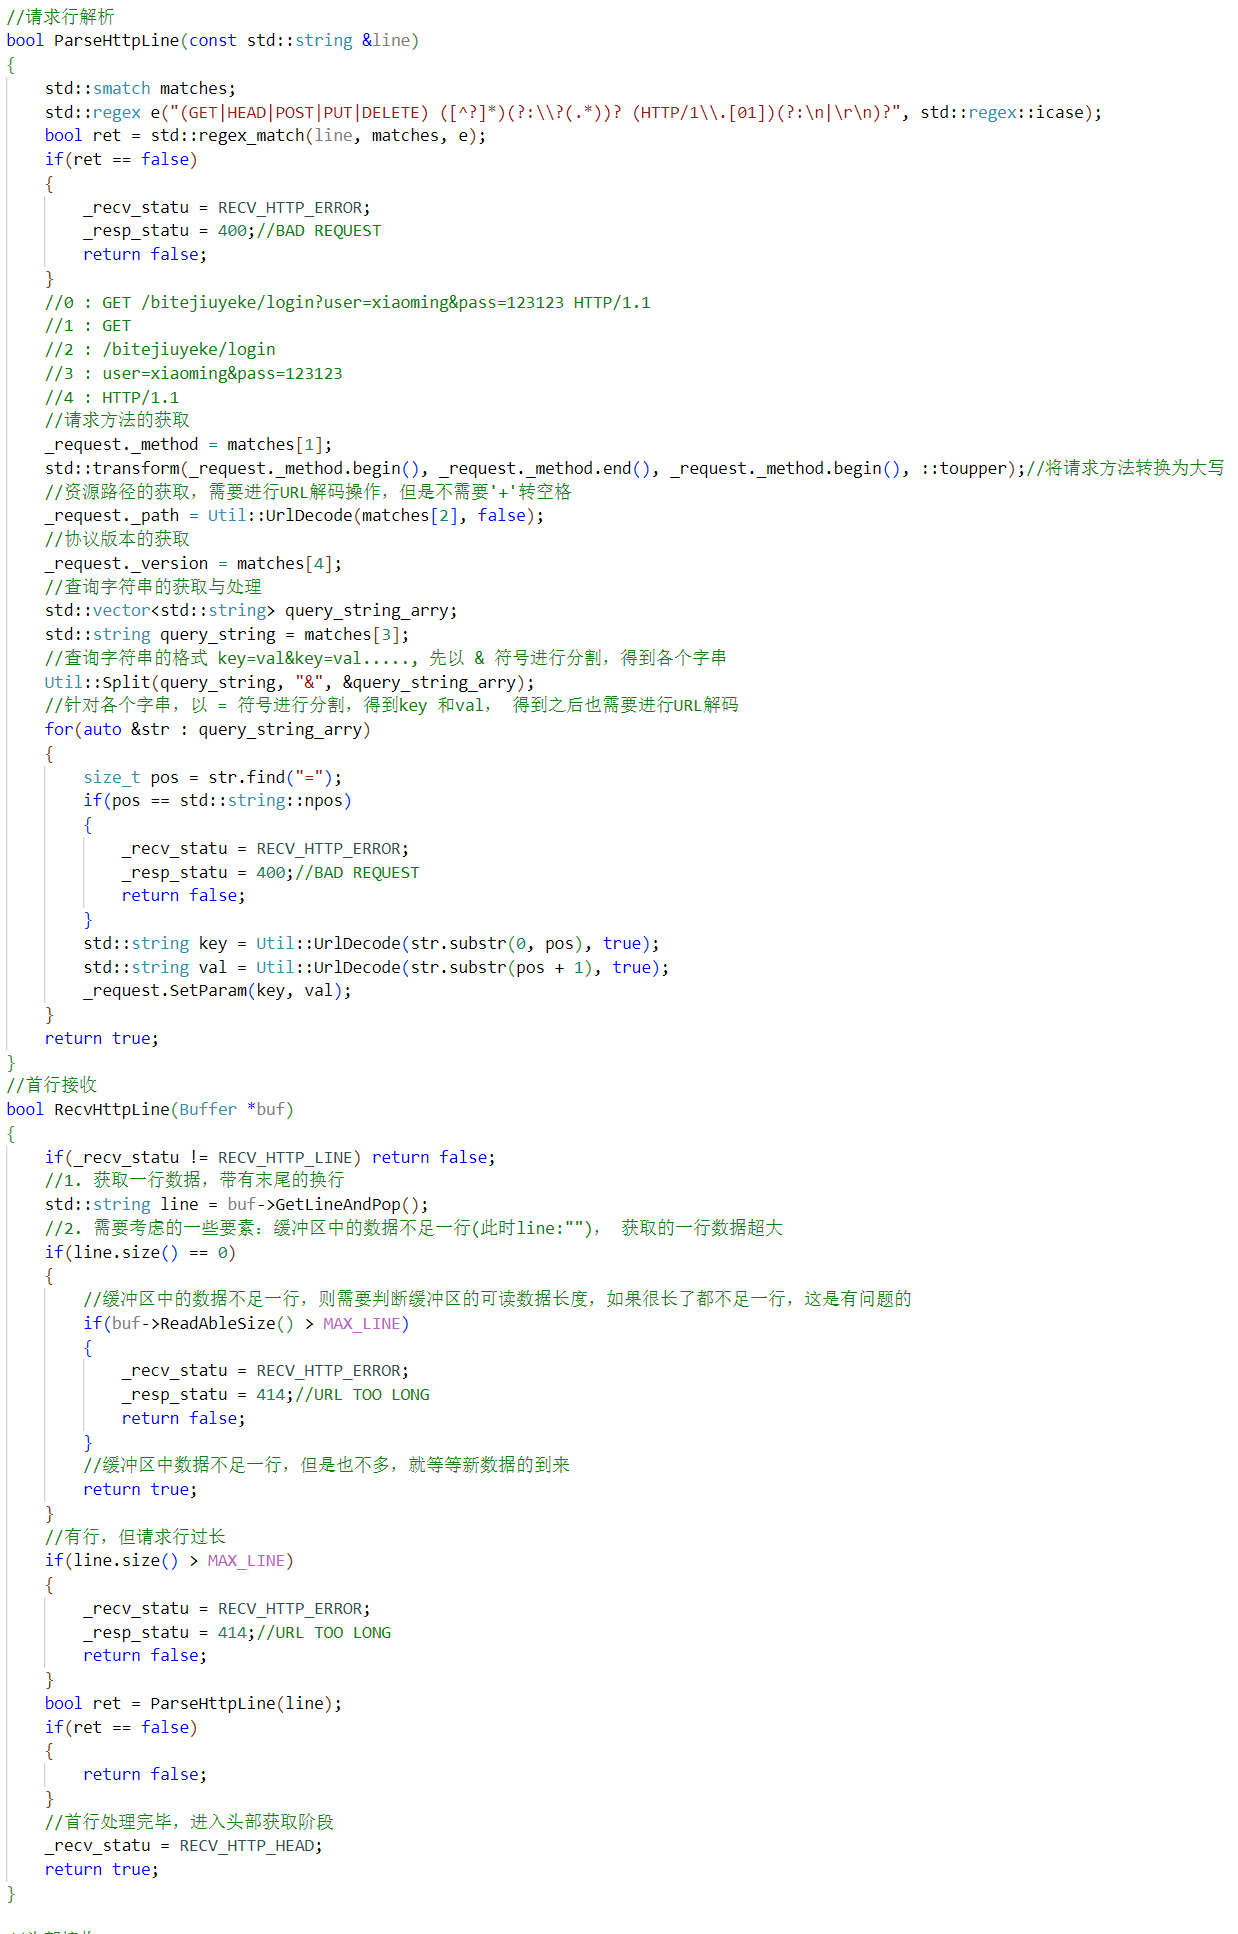 //请求行解析
bool ParseHttpLine(const std::string &line)
{
    std::smatch matches;
    std::regex e("(GET|HEAD|POST|PUT|DELETE) ([^?]*)(?:\\?(.*))? (HTTP/1\\.[01])(?:\n|\r\n)?", std::regex::icase);
    bool ret = std::regex_match(line, matches, e);
    if(ret == false)
    {
        _recv_statu = RECV_HTTP_ERROR;
        _resp_statu = 400;//BAD REQUEST
        return false;
    }
    //0 : GET /bitejiuyeke/login?user=xiaoming&pass=123123 HTTP/1.1
    //1 : GET
    //2 : /bitejiuyeke/login
    //3 : user=xiaoming&pass=123123
    //4 : HTTP/1.1
    //请求方法的获取
    _request._method = matches[1];
    std::transform(_request._method.begin(), _request._method.end(), _request._method.begin(), ::toupper);//将请求方法转换为大写
    //资源路径的获取，需要进行URL解码操作，但是不需要'+'转空格
    _request._path = Util::UrlDecode(matches[2], false);
    //协议版本的获取
    _request._version = matches[4];
    //查询字符串的获取与处理
    std::vector<std::string> query_string_arry;
    std::string query_string = matches[3];
    //查询字符串的格式 key=val&key=val....., 先以 & 符号进行分割，得到各个字串
    Util::Split(query_string, "&", &query_string_arry);
    //针对各个字串，以 = 符号进行分割，得到key 和val， 得到之后也需要进行URL解码
    for(auto &str : query_string_arry)
    {
        size_t pos = str.find("=");
        if(pos == std::string::npos)
        {
            _recv_statu = RECV_HTTP_ERROR;
            _resp_statu = 400;//BAD REQUEST
            return false;
        }
        std::string key = Util::UrlDecode(str.substr(0, pos), true);
        std::string val = Util::UrlDecode(str.substr(pos + 1), true);
        _request.SetParam(key, val);
    }
    return true;
}
//首行接收
bool RecvHttpLine(Buffer *buf)
{
    if(_recv_statu != RECV_HTTP_LINE) return false;
    //1. 获取一行数据，带有末尾的换行
    std::string line = buf->GetLineAndPop();
    //2. 需要考虑的一些要素：缓冲区中的数据不足一行(此时line:"")， 获取的一行数据超大
    if(line.size() == 0)
    {
        //缓冲区中的数据不足一行，则需要判断缓冲区的可读数据长度，如果很长了都不足一行，这是有问题的
        if(buf->ReadAbleSize() > MAX_LINE)
        {
            _recv_statu = RECV_HTTP_ERROR;
            _resp_statu = 414;//URL TOO LONG
            return false;
        }
        //缓冲区中数据不足一行，但是也不多，就等等新数据的到来
        return true;
    }
    //有行，但请求行过长
    if(line.size() > MAX_LINE)
    {
        _recv_statu = RECV_HTTP_ERROR;
        _resp_statu = 414;//URL TOO LONG
        return false;
    }
    bool ret = ParseHttpLine(line);
    if(ret == false)
    {
        return false;
    }
    //首行处理完毕，进入头部获取阶段
    _recv_statu = RECV_HTTP_HEAD;
    return true;
}